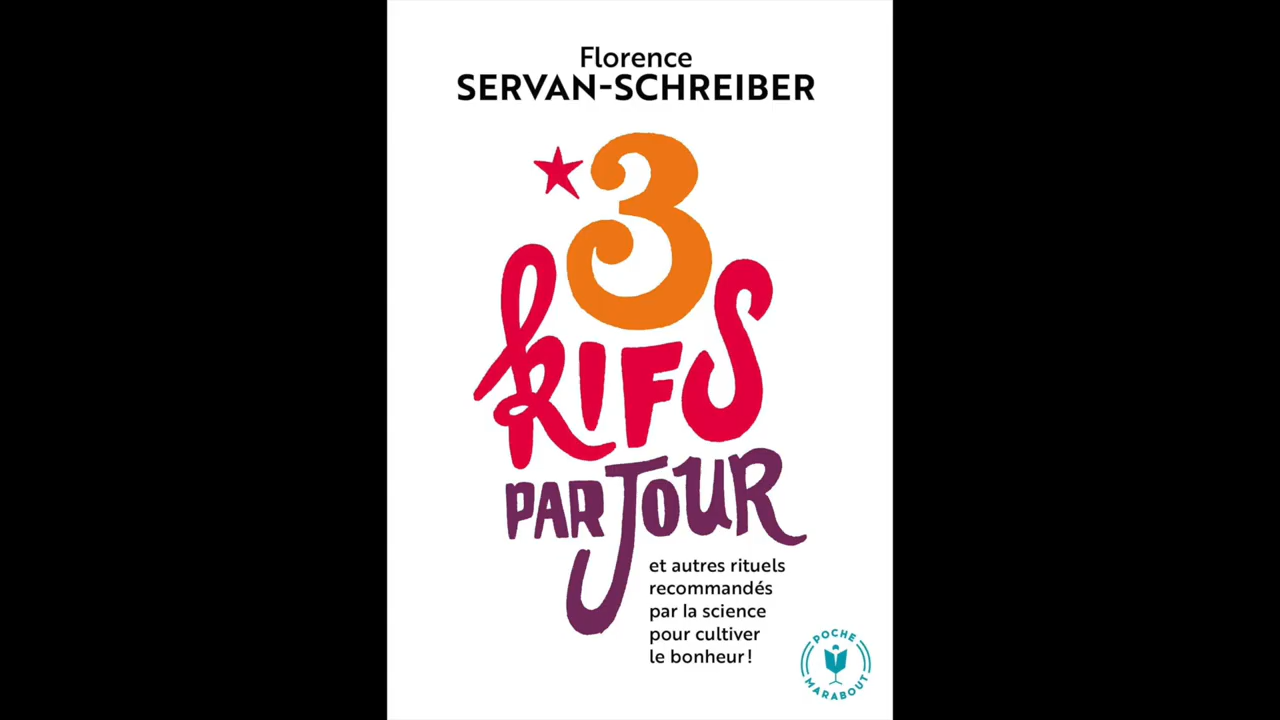 Florence
SERVAN-SCHREIBER
3
KIFS
PAR JOUR
et autres rituels
recommandés
par la science
pour cultiver
le bonheur !
POCHE
MARABOUT